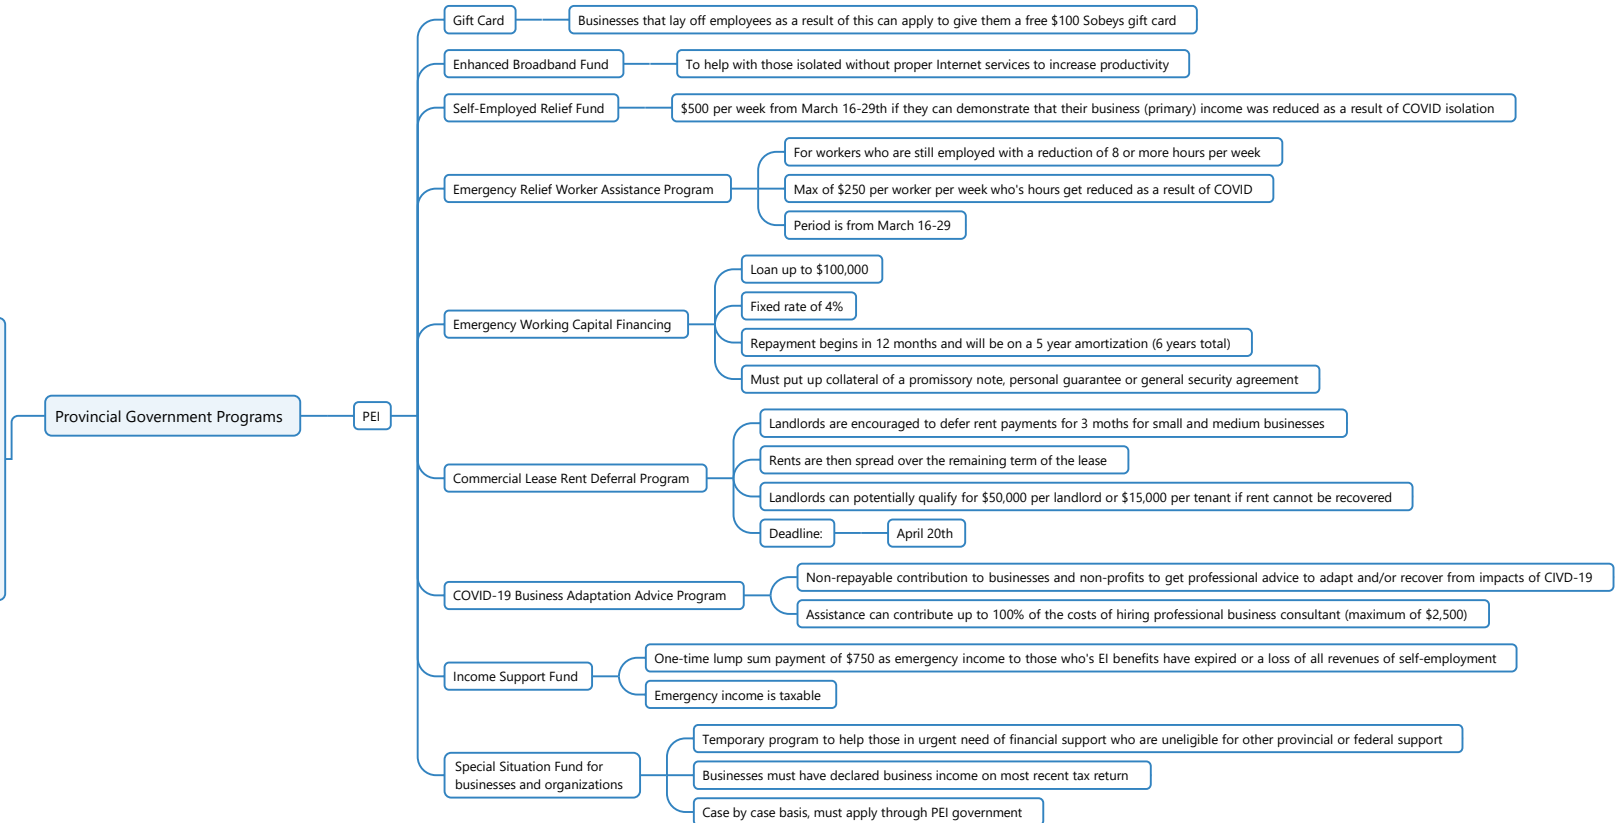 Provincial Government Programs
PEI
Gift Card
Businesses that lay off employees as a result of this can apply to give them a free $100 Sobeys gift card
Enhanced Broadband Fund
To help with those isolated without proper Internet services to increase productivity
Self-Employed Relief Fund
$500 per week from March 16-29th if they can demonstrate that their business (primary) income was reduced as a result of COVID isolation
Emergency Relief Worker Assistance Program
For workers who are still employed with a reduction of 8 or more hours per week
Max of $250 per worker per week who's hours get reduced as a result of COVID
Period is from March 16-29
Emergency Working Capital Financing
Loan up to $100,000
Fixed rate of 4%
Repayment begins in 12 months and will be on a 5 year amortization (6 years total)
Must put up collateral of a promissory note, personal guarantee or general security agreement
Commercial Lease Rent Deferral Program
Landlords are encouraged to defer rent payments for 3 moths for small and medium businesses
Rents are then spread over the remaining term of the lease
Landlords can potentially qualify for $50,000 per landlord or $15,000 per tenant if rent cannot be recovered
Deadline:
April 20th
COVID-19 Business Adaptation Advice Program
Non-repayable contribution to businesses and non-profits to get professional advice to adapt and/or recover from impacts of CIVD-19
Assistance can contribute up to 100% of the costs of hiring professional business consultant (maximum of $2,500)
Income Support Fund
One-time lump sum payment of $750 as emergency income to those who's EI benefits have expired or a loss of all revenues of self-employment
Emergency income is taxable
Special Situation Fund for
businesses and organizations
Temporary program to help those in urgent need of financial support who are uneligible for other provincial or federal support
Businesses must have declared business income on most recent tax return
Case by case basis, must apply through PEI government